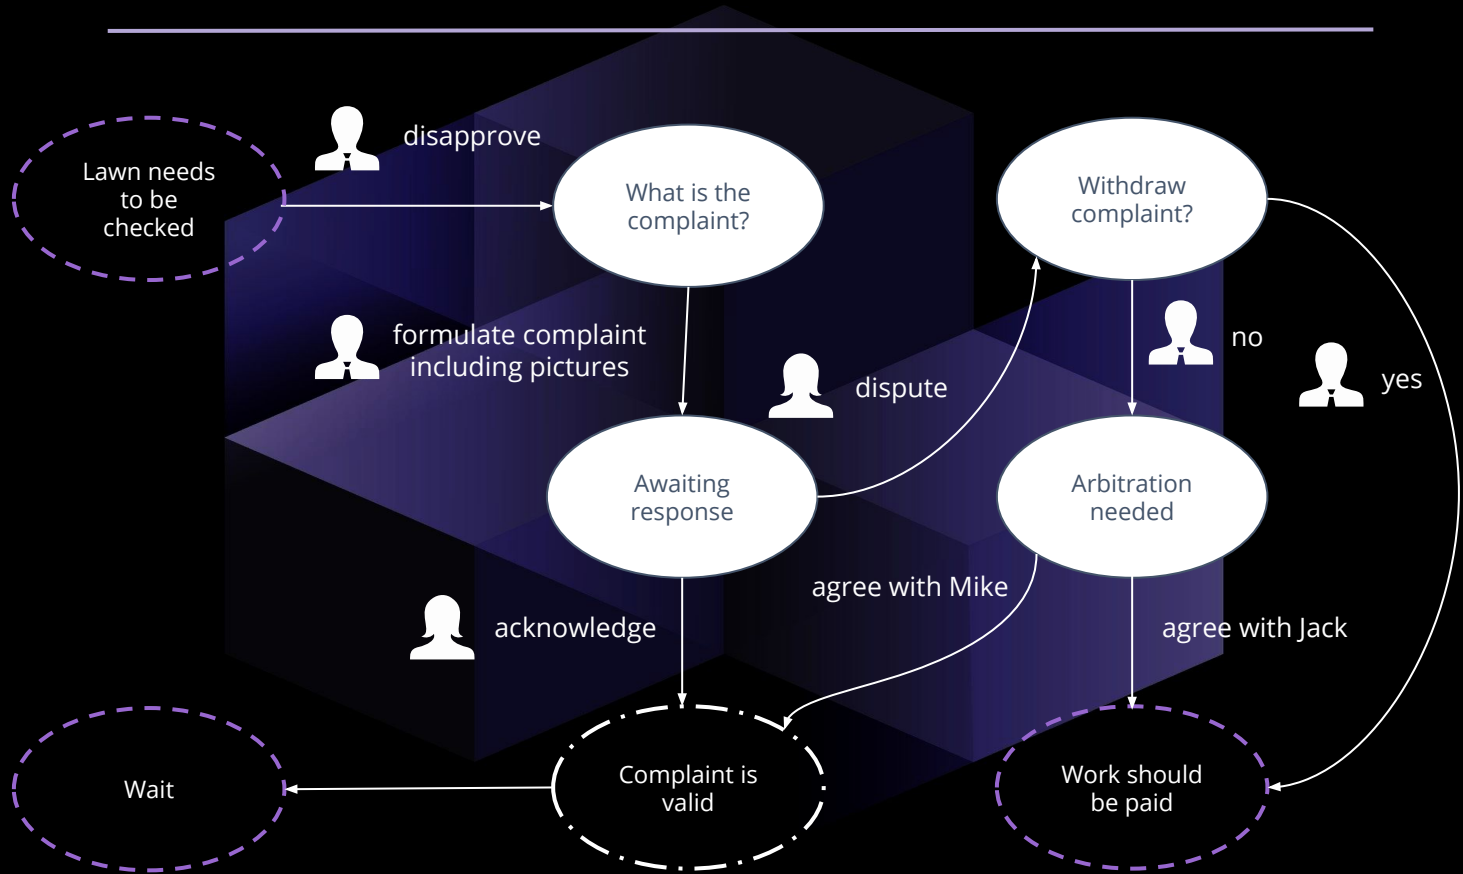 Lawn needs
to be
checked
disapprove
What is the
complaint?
Withdraw
complaint?
formulate complaint
including pictures
dispute
no
yes
Awaiting
response
Arbitration
needed
acknowledge
agree with Mike
agree with Jack
Wait
Complaint is
valid
Work should
be paid